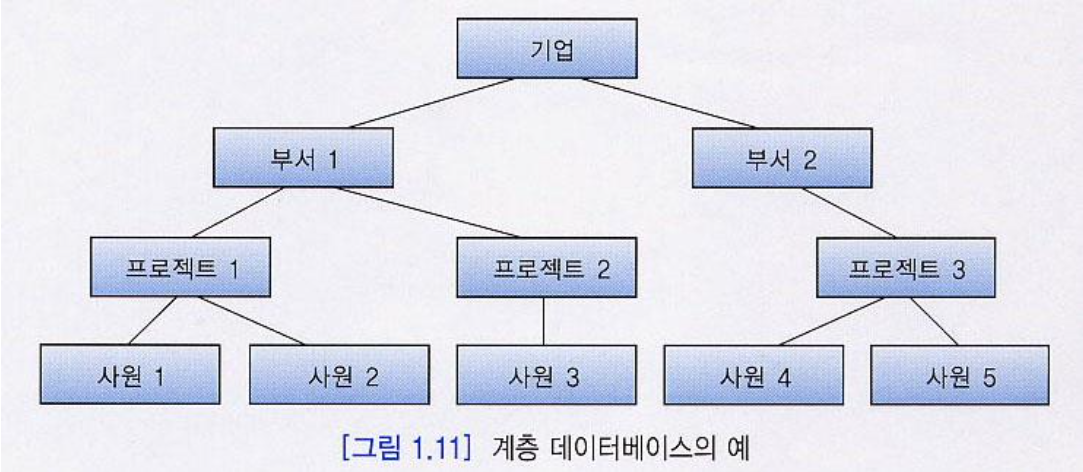 기업
부서 1 부서 2
프로젝트 1 프로젝트 2 프로젝트 3
사원 1 사원 2 사원 3 사원 4 사원 5
[그림 1.11] 계층 데이터베이스의 예